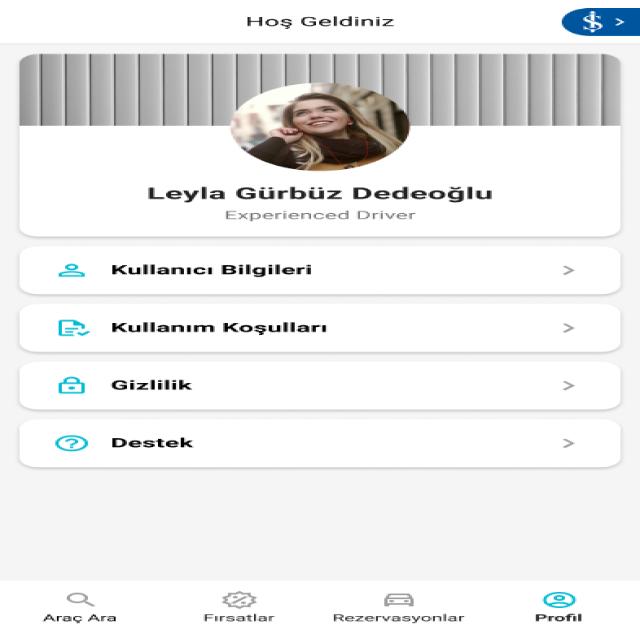 Hoş Geldiniz
Leyla Gürbüz Dedeoğlu
Experienced Driver
Kullanıcı Bilgileri
Kullanım Koşulları
Gizlilik
Destek
Araç Ara
Fırsatlar
Rezervasyonlar
Profil